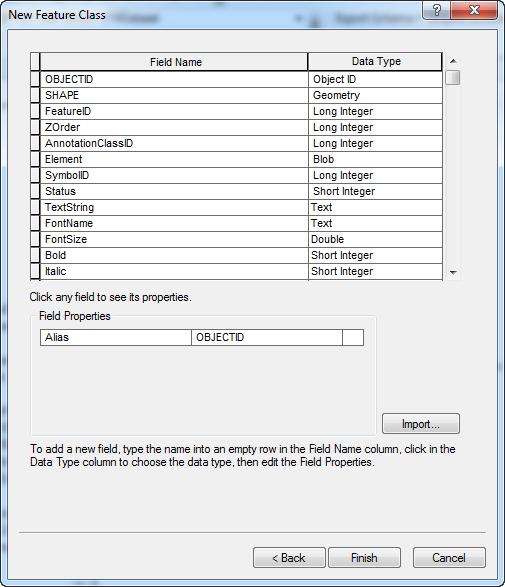 New Feature Class
Field Name Data Type
OBJECTID Object ID
SHAPE Geometry
FeatureID Long Integer
ZOrder Long Integer
AnnotationClassID Long Integer
Element Blob
SymbolID Long Integer
Status Short Integer
TextString Text
FontName Text
FontSize Double
Bold Short Integer
Italic Short Integer
Click any field to see its properties.
Field Properties
Alias OBJECTID
Import...
To add a new field, type the name into an empty row in the Field Name column, click in the
Data Type column to choose the data type, then edit the Field Properties.
< Back Finish Cancel